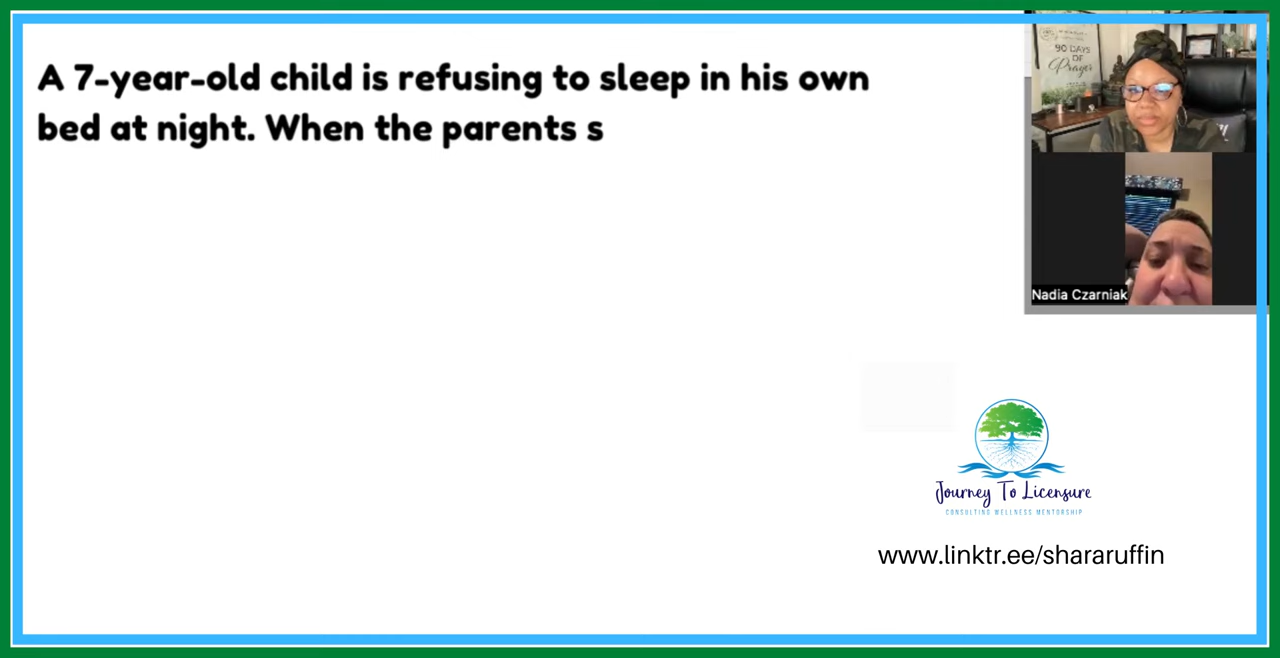 A 7-year-old child is refusing to sleep in his own
bed at night. When the parents s
90 DAYS
OF
Prayer
Nadia Czarniak
Journey To Licensure
CONSULTING WELLNESS MENTORSHIP
www.linktr.ee/shararuffin